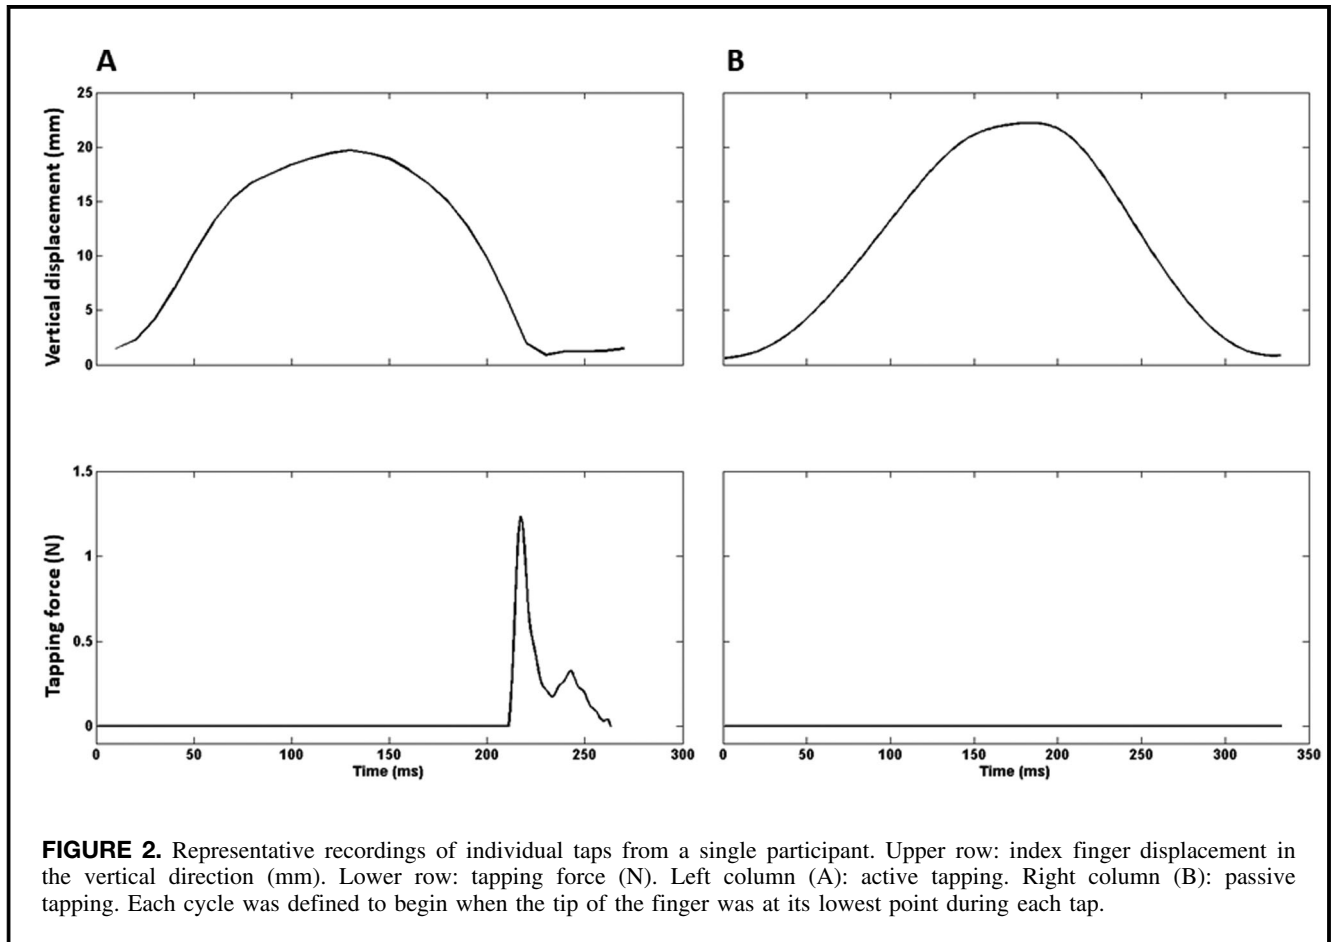 A
B
Vertical displacement (mm)
25
20
15
10
5
0
Tapping force (N)
1.5
1
0.5
0
0 50 100 150 200 250 300
Time (ms)
0 50 100 150 200 250 300 350
Time (ms)
FIGURE 2. Representative recordings of individual taps from a single participant. Upper row: index finger displacement in
the vertical direction (mm). Lower row: tapping force (N). Left column (A): active tapping. Right column (B): passive
tapping. Each cycle was defined to begin when the tip of the finger was at its lowest point during each tap.